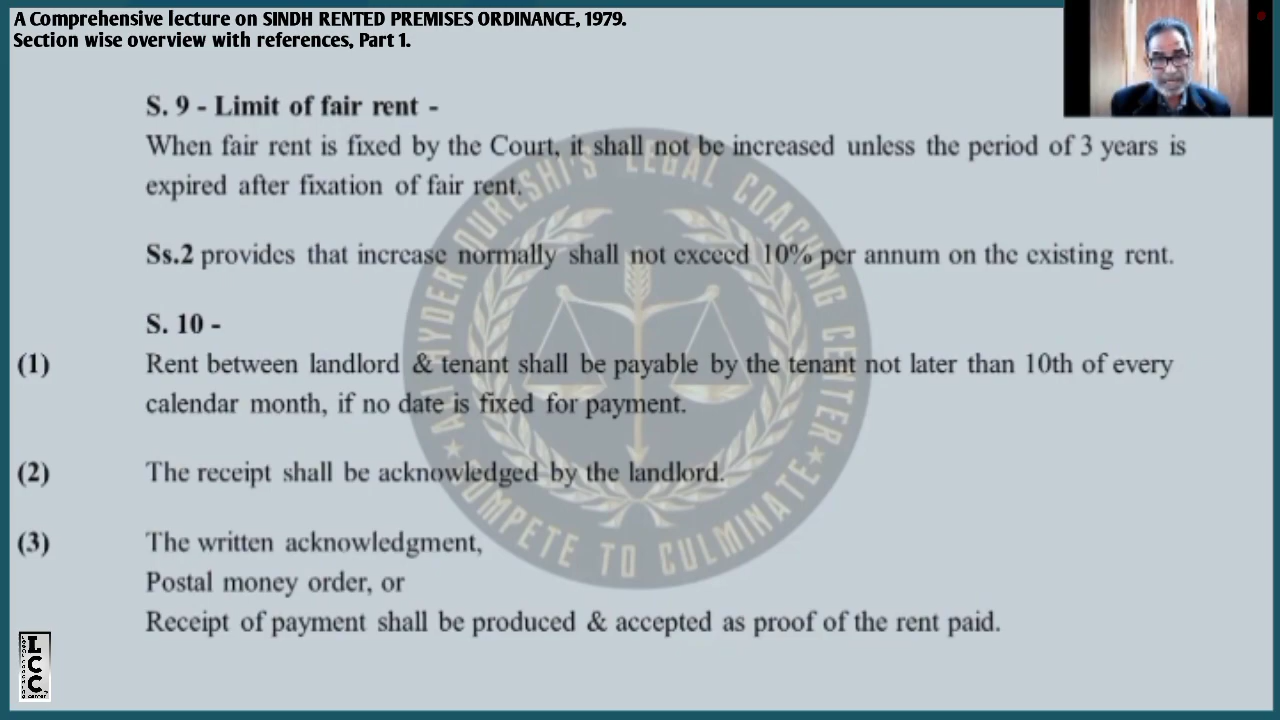 A Comprehensive lecture on SINDH RENTED PREMISES ORDINANCE, 1979.
Section wise overview with references, Part 1.
S. 9 - Limit of fair rent -
When fair rent is fixed by the Court, it shall not be increased unless the period of 3 years is
expired after fixation of fair rent.
Ss.2 provides that increase normally shall not exceed 10% per annum on the existing rent.
S. 10 -
(1) Rent between landlord & tenant shall be payable by the tenant not later than 10th of every
calendar month, if no date is fixed for payment.
(2) The receipt shall be acknowledged by the landlord.
(3) The written acknowledgment,
Postal money order, or
Receipt of payment shall be produced & accepted as proof of the rent paid.
QURESHI'S LEGAL COACHING CENTER
COMPETE TO CULMINATE
LCC